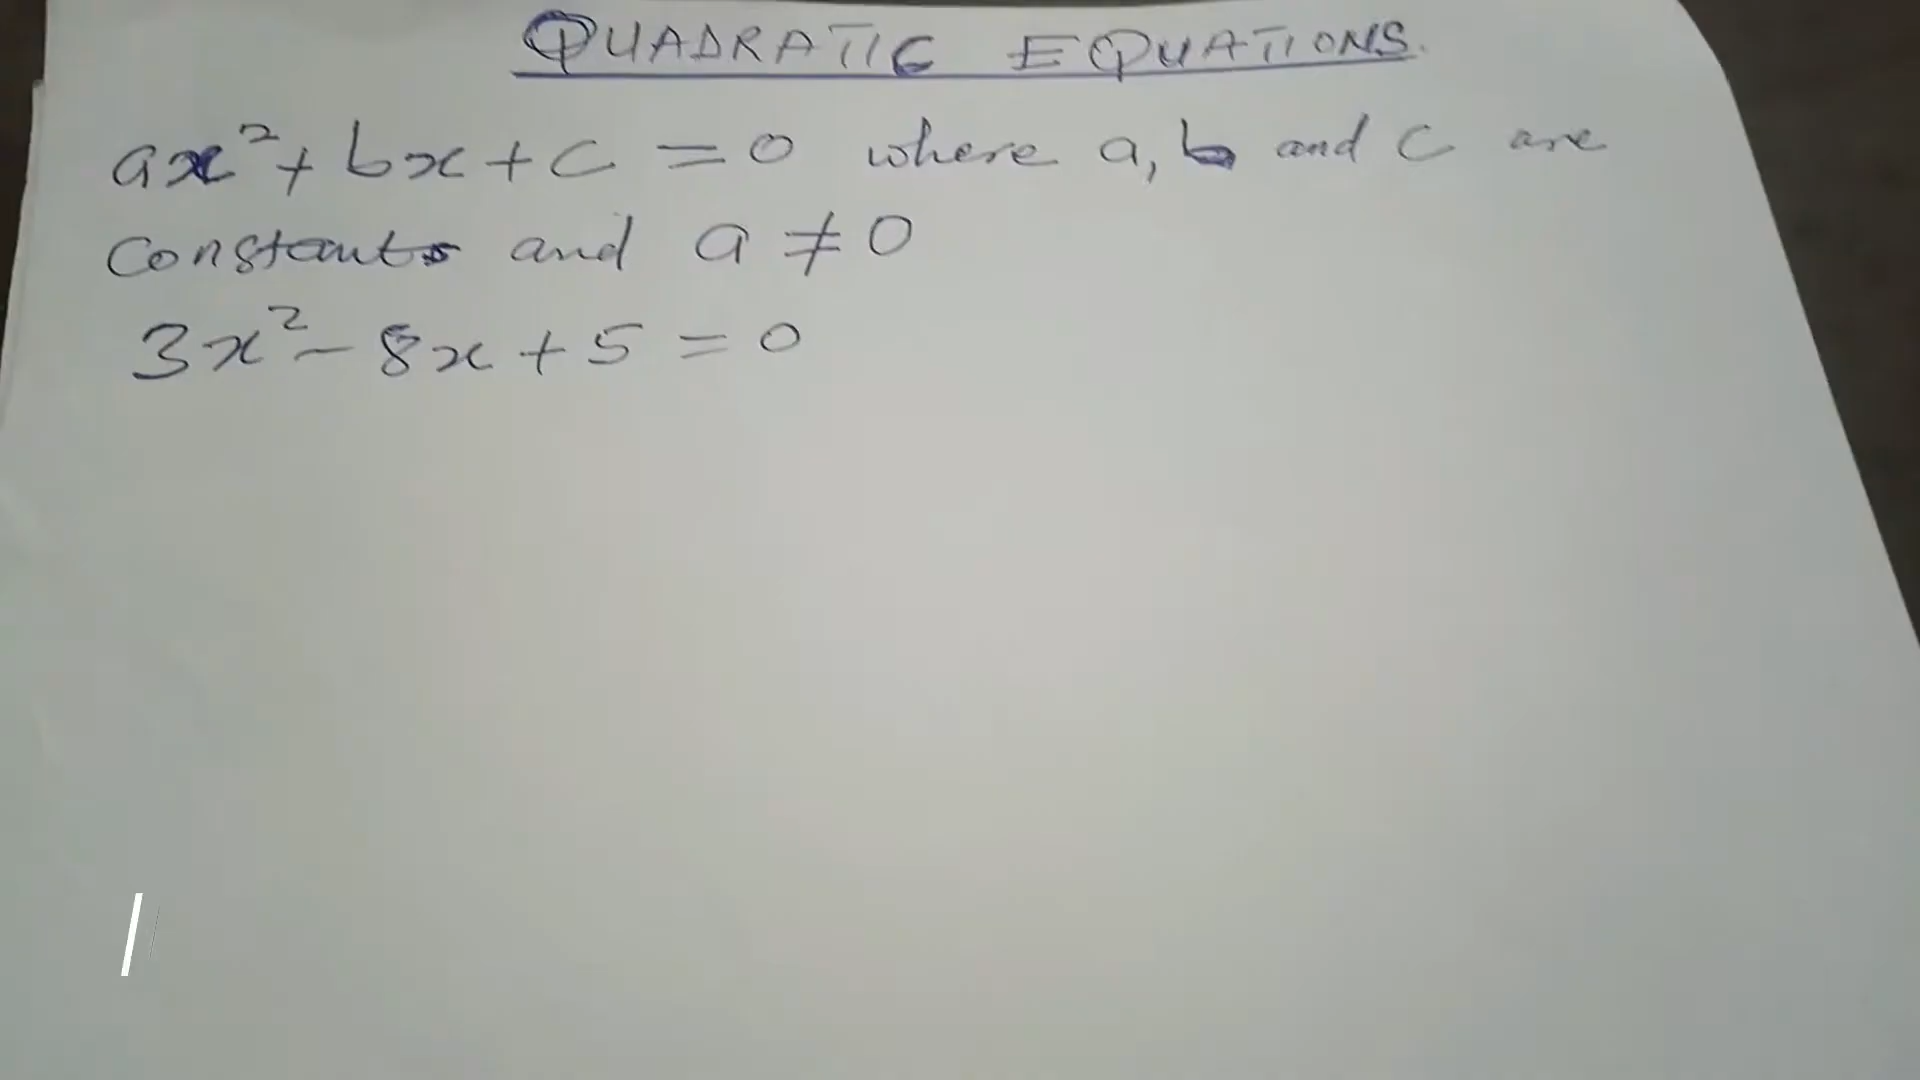 QUADRATIC EQUATIONS.
ax² + bx + c = 0 where a, b and c are
constants and a ≠ 0
3x² - 8x + 5 = 0